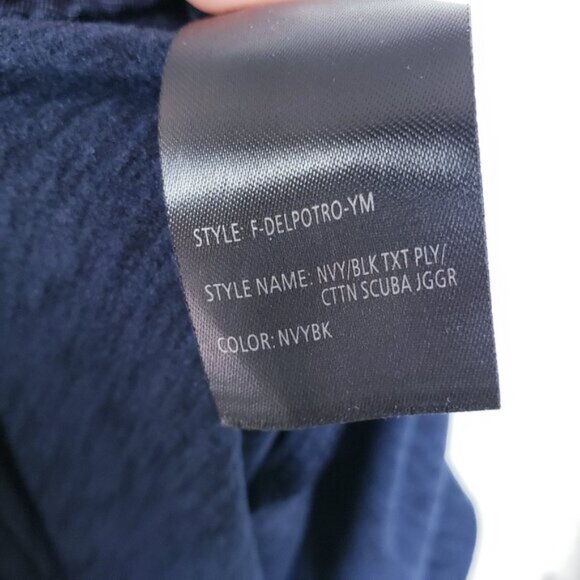 STYLE: F-DELPOTRO-YM
STYLE NAME: NVY/BLK TXT PLY/
CTTN SCUBA JGGR
COLOR: NVYBK